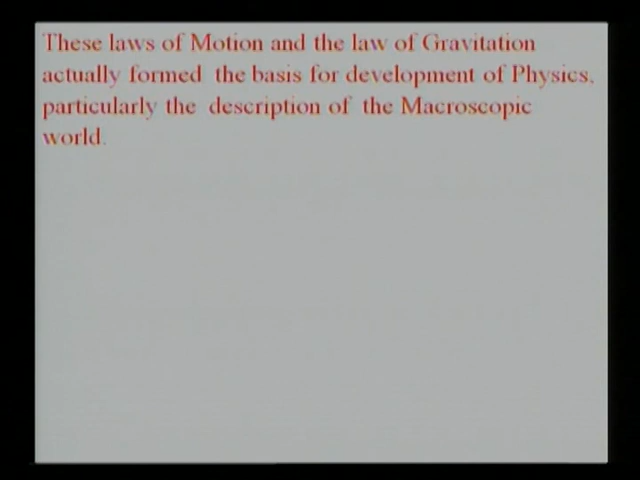 These laws of Motion and the law of Gravitation
actually formed the basis for development of Physics,
particularly the description of the Macroscopic
world.